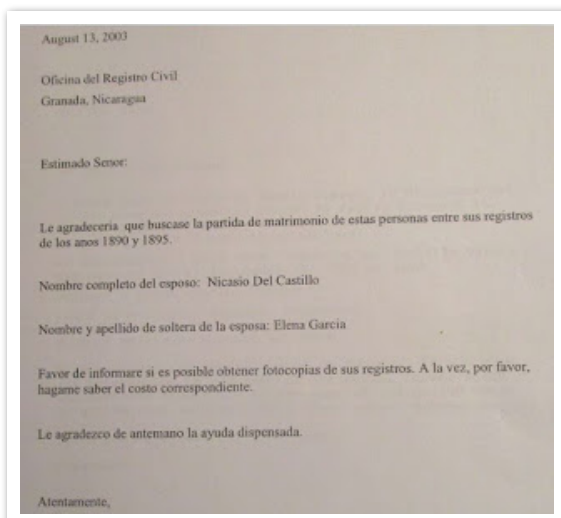 August 13, 2003
Oficina del Registro Civil
Granada, Nicaragua
Estimado Senor:
Le agradeceria que buscase la partida de matrimonio de estas personas entre sus registros
de los anos 1890 y 1895.
Nombre completo del esposo: Nicasio Del Castillo
Nombre y apellido de soltera de la esposa: Elena Garcia
Favor de informare si es posible obtener fotocopias de sus registros. A la vez, por favor,
hagame saber el costo correspondiente.
Le agradezco de antemano la ayuda dispensada.
Atentamente,